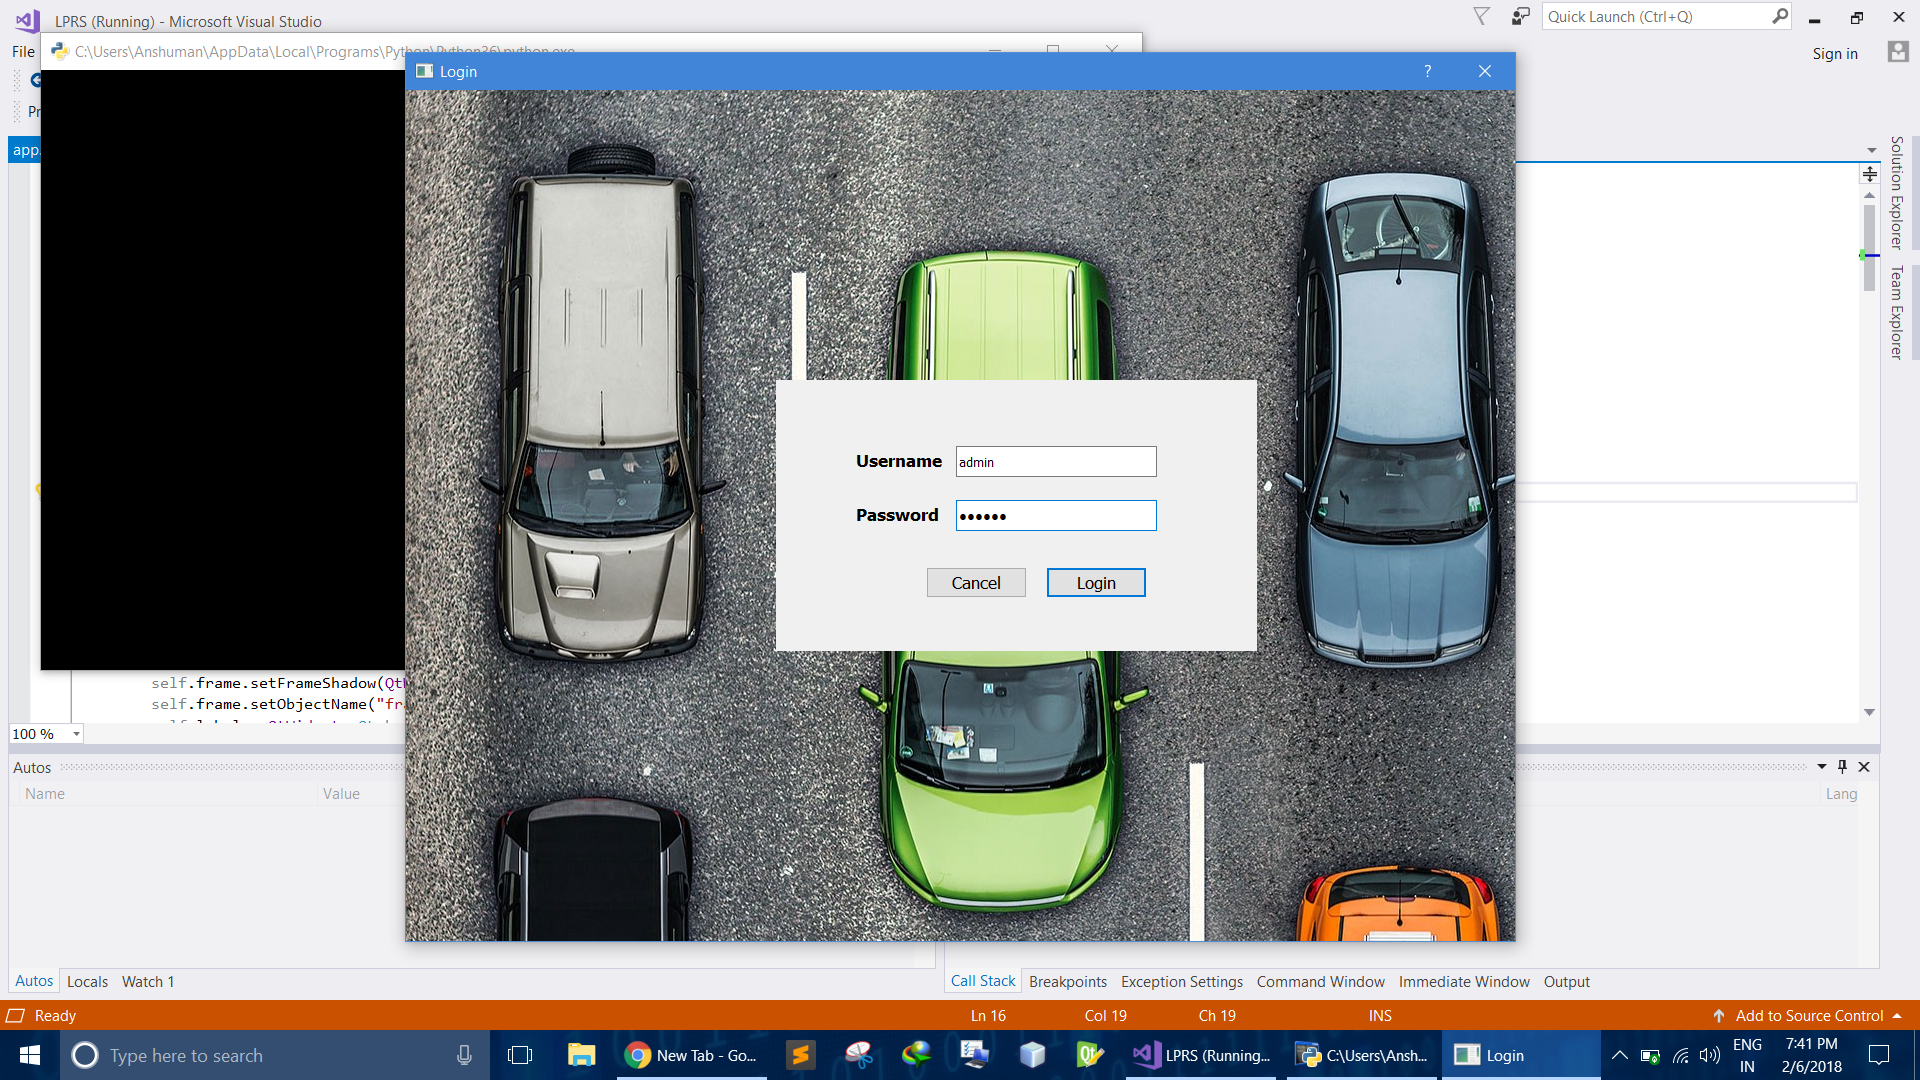 LPRS (Running) - Microsoft Visual Studio
Quick Launch (Ctrl+Q)
File
C:\Users\Anshuman\AppData\Local\Programs\Python\Python36\python.exe
Sign in
Login
?
Pr
app.
Solution Explorer
Team Explorer
Username
admin
Password
••••••
Cancel
Login
self.frame.setFrameShadow(Qt
self.frame.setObjectName("fra
100 %
Autos
Name
Value
Lang
Autos
Locals
Watch 1
Call Stack
Breakpoints
Exception Settings
Command Window
Immediate Window
Output
Ready
Ln 16
Col 19
Ch 19
INS
Add to Source Control
Type here to search
New Tab - Go...
LPRS (Running...
C:\Users\Ansh...
Login
ENG
IN
7:41 PM
2/6/2018